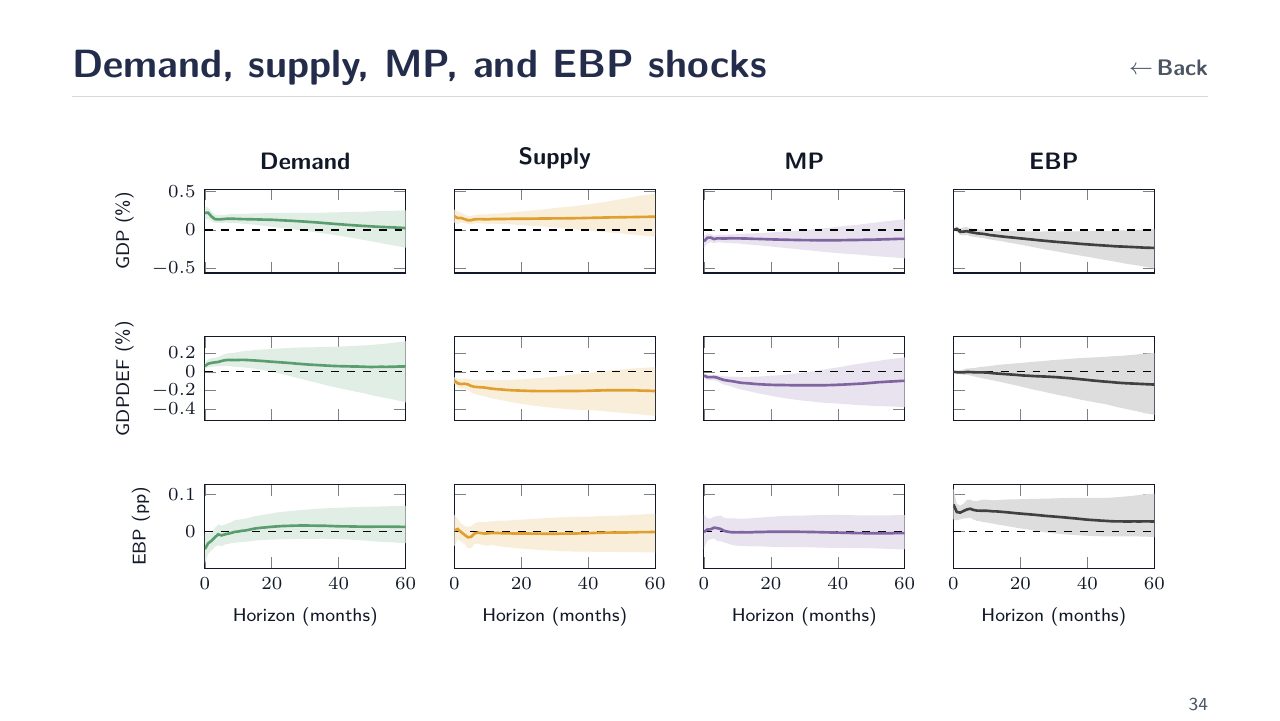 Demand, supply, MP, and EBP shocks
← Back
Demand
Supply
MP
EBP
GDP (%)
0.5
0
−0.5
GDPDEF (%)
0.2
0
−0.2
−0.4
EBP (pp)
0.1
0
0 20 40 60
0 20 40 60
0 20 40 60
0 20 40 60
Horizon (months)
Horizon (months)
Horizon (months)
Horizon (months)
34